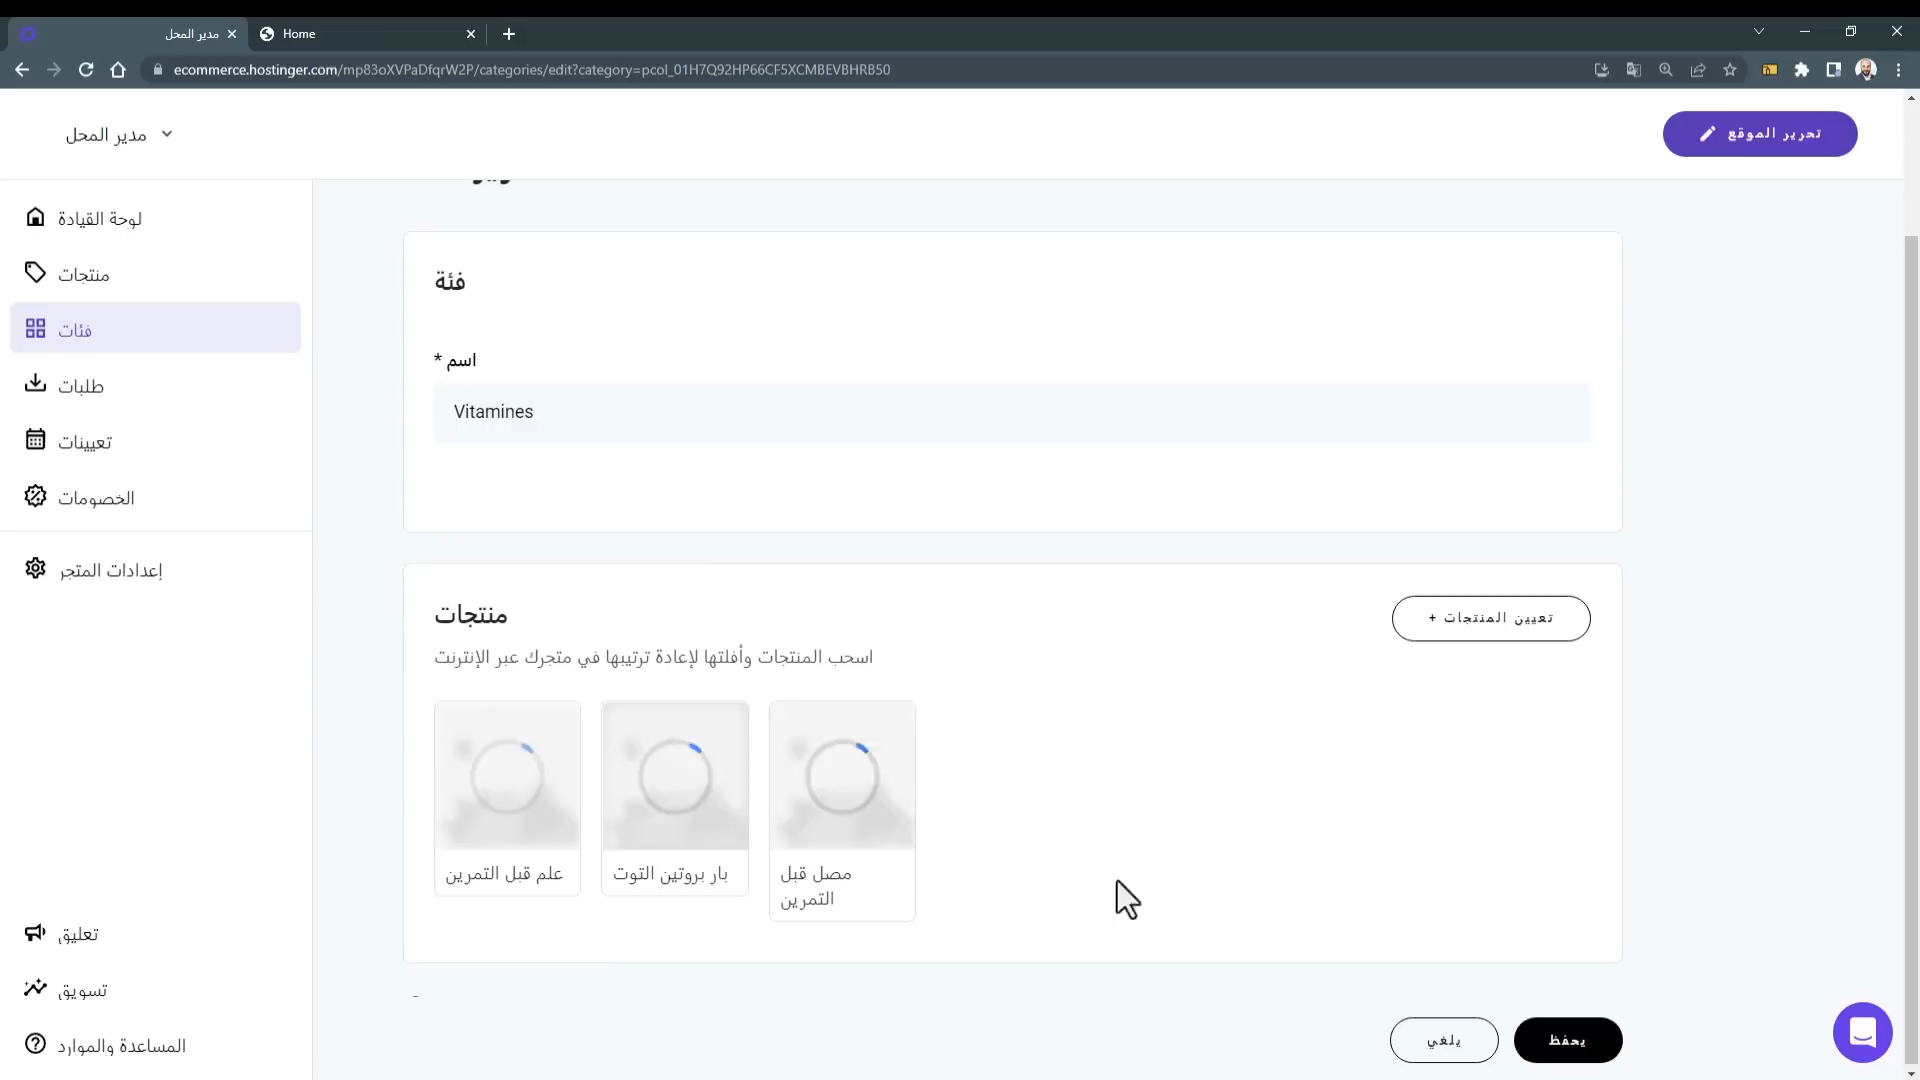 مدير المحل
Home
ecommerce.hostinger.com/mp83oXVPaDfqrW2P/categories/edit?category=pcol_01H7Q92HP66CF5XCMBEVBHRB50
مدير المحل
تحرير الموقع
لوحة القيادة
منتجات
فئات
طلبات
تعيينات
الخصومات
إعدادات المتجر
تعليق
تسويق
المساعدة والموارد
فئة
اسم *
Vitamines
منتجات
تعيين المنتجات +
اسحب المنتجات وأفلتها لإعادة ترتيبها في متجرك عبر الإنترنت
علم قبل التمرين
بار بروتين التوت
مصل قبل
التمرين
يلغي
يحفظ